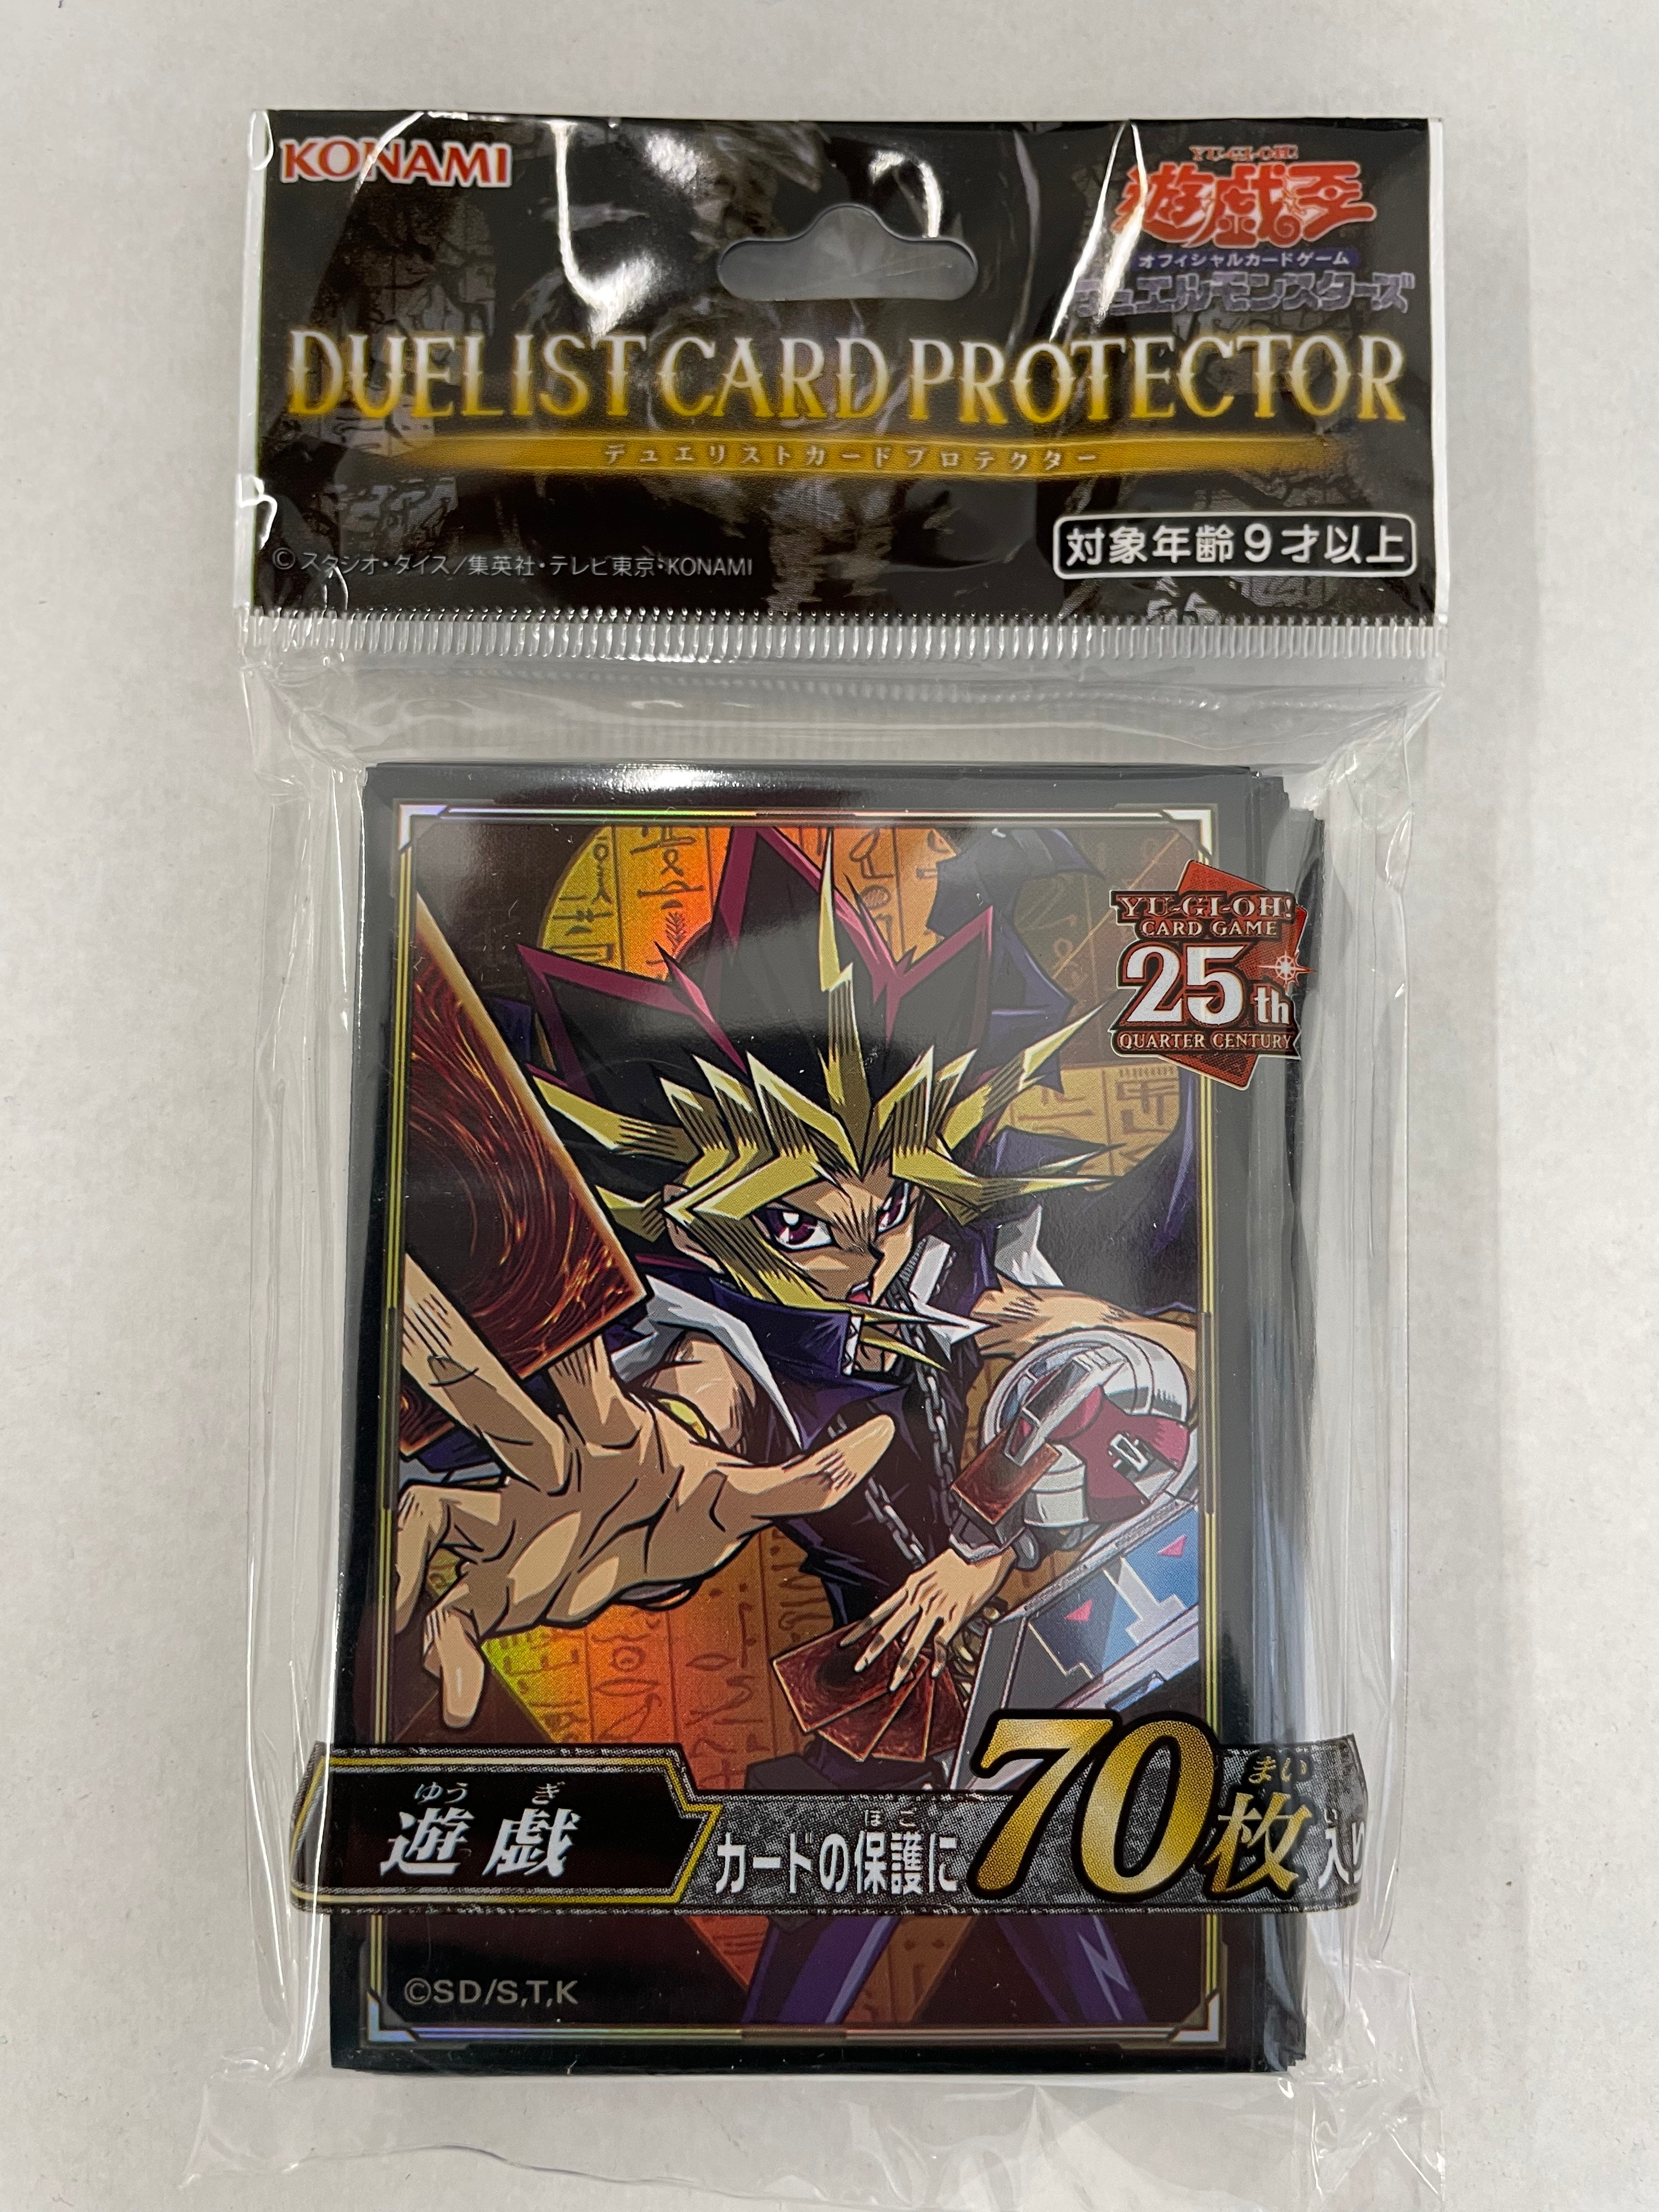 KONAMI
YU-GI-OH!
遊戯王
オフィシャルカードゲーム
デュエルモンスターズ
DUELIST CARD PROTECTOR
デュエリストカードプロテクター
© スタジオ・ダイス/集英社・テレビ東京・KONAMI
対象年齢9才以上
YU-GI-OH!
CARD GAME
25th
QUARTER CENTURY
ゆう ぎ
遊戯
ほ ご
カードの保護に
70
まい
枚
入り
©SD/S,T,K